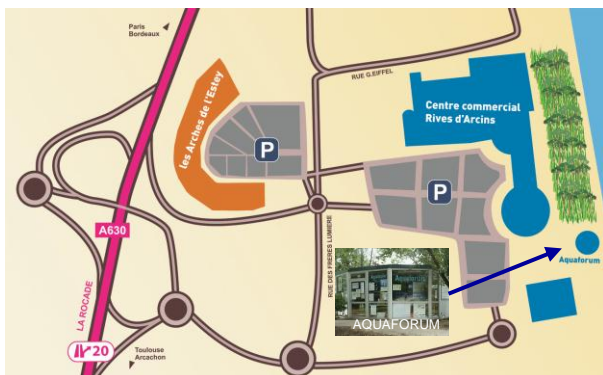 Paris
Bordeaux
RUE G.EIFFEL
les Arches de l'Estey
P
Centre commercial
Rives d'Arcins
P
A630
LA ROCADE
RUE DES FRERES LUMIERE
Aquaforum
AQUAFORUM
20
Toulouse
Arcachon